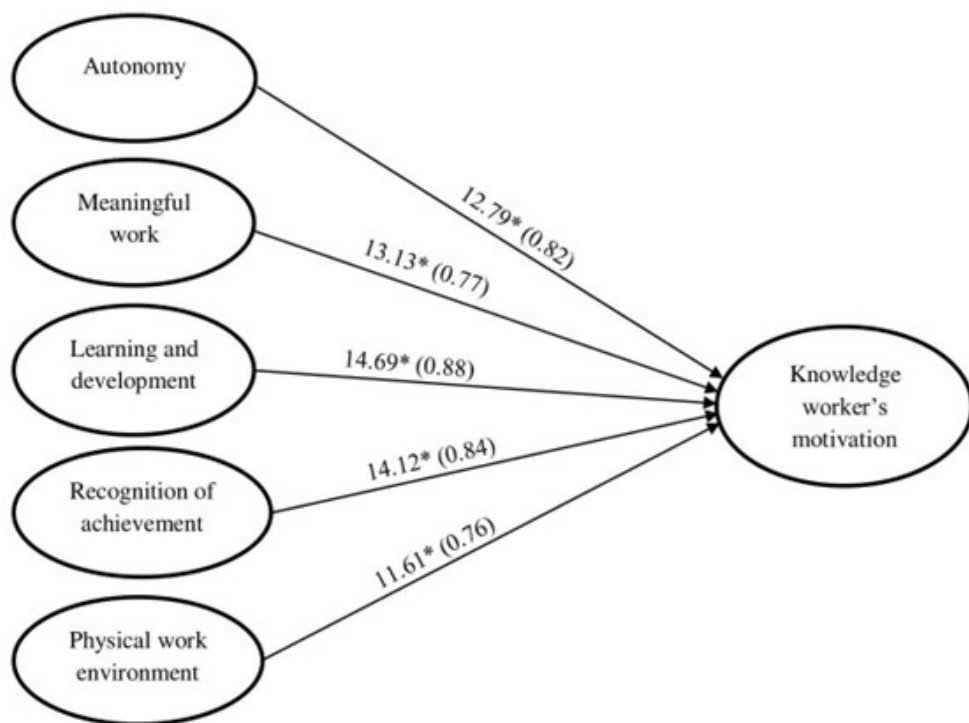 Autonomy
Meaningful
work
Learning and
development
Recognition of
achievement
Physical work
environment
12.79* (0.82)
13.13* (0.77)
14.69* (0.88)
14.12* (0.84)
11.61* (0.76)
Knowledge
worker’s
motivation